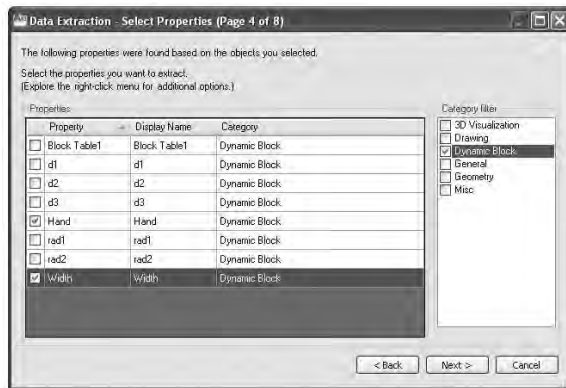 Data Extraction - Select Properties (Page 4 of 8)
The following properties were found based on the objects you selected.
Select the properties you want to extract.
(Explore the right-click menu for additional options.)
Properties
Property Display Name Category
Block Table1 Block Table1 Dynamic Block
d1 d1 Dynamic Block
d2 d2 Dynamic Block
d3 d3 Dynamic Block
Hand Hand Dynamic Block
rad1 rad1 Dynamic Block
rad2 rad2 Dynamic Block
Width Width Dynamic Block
Category filter
3D Visualization
Drawing
Dynamic Block
General
Geometry
Misc
< Back Next > Cancel